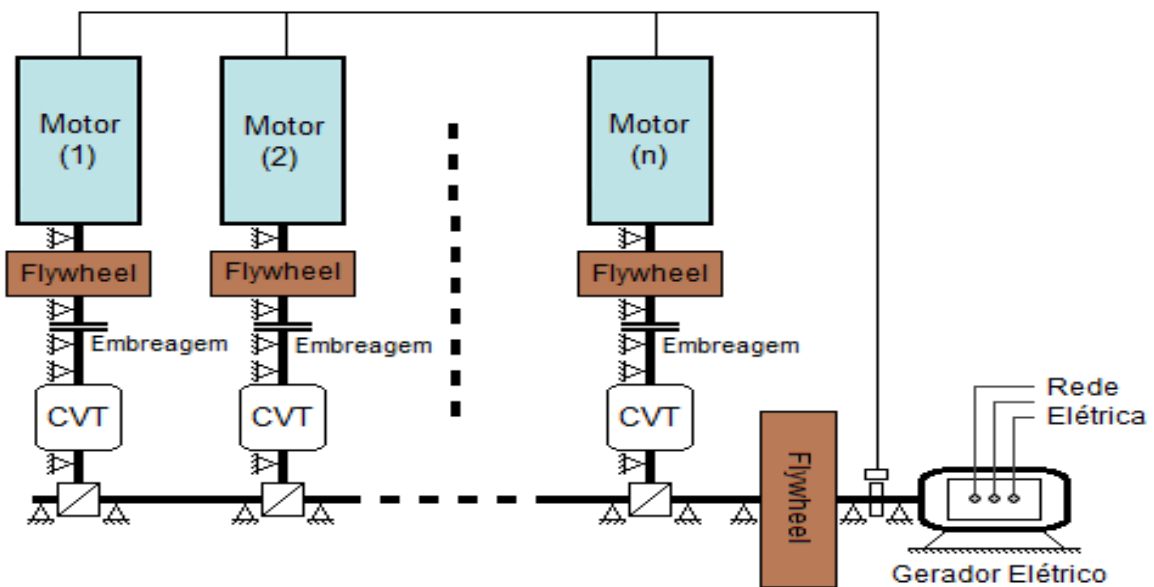 Motor
(1)
Motor
(2)
Motor
(n)
Flywheel
Flywheel
Flywheel
Embreagem
Embreagem
Embreagem
CVT
CVT
CVT
Flywheel
Rede
Elétrica
Gerador Elétrico